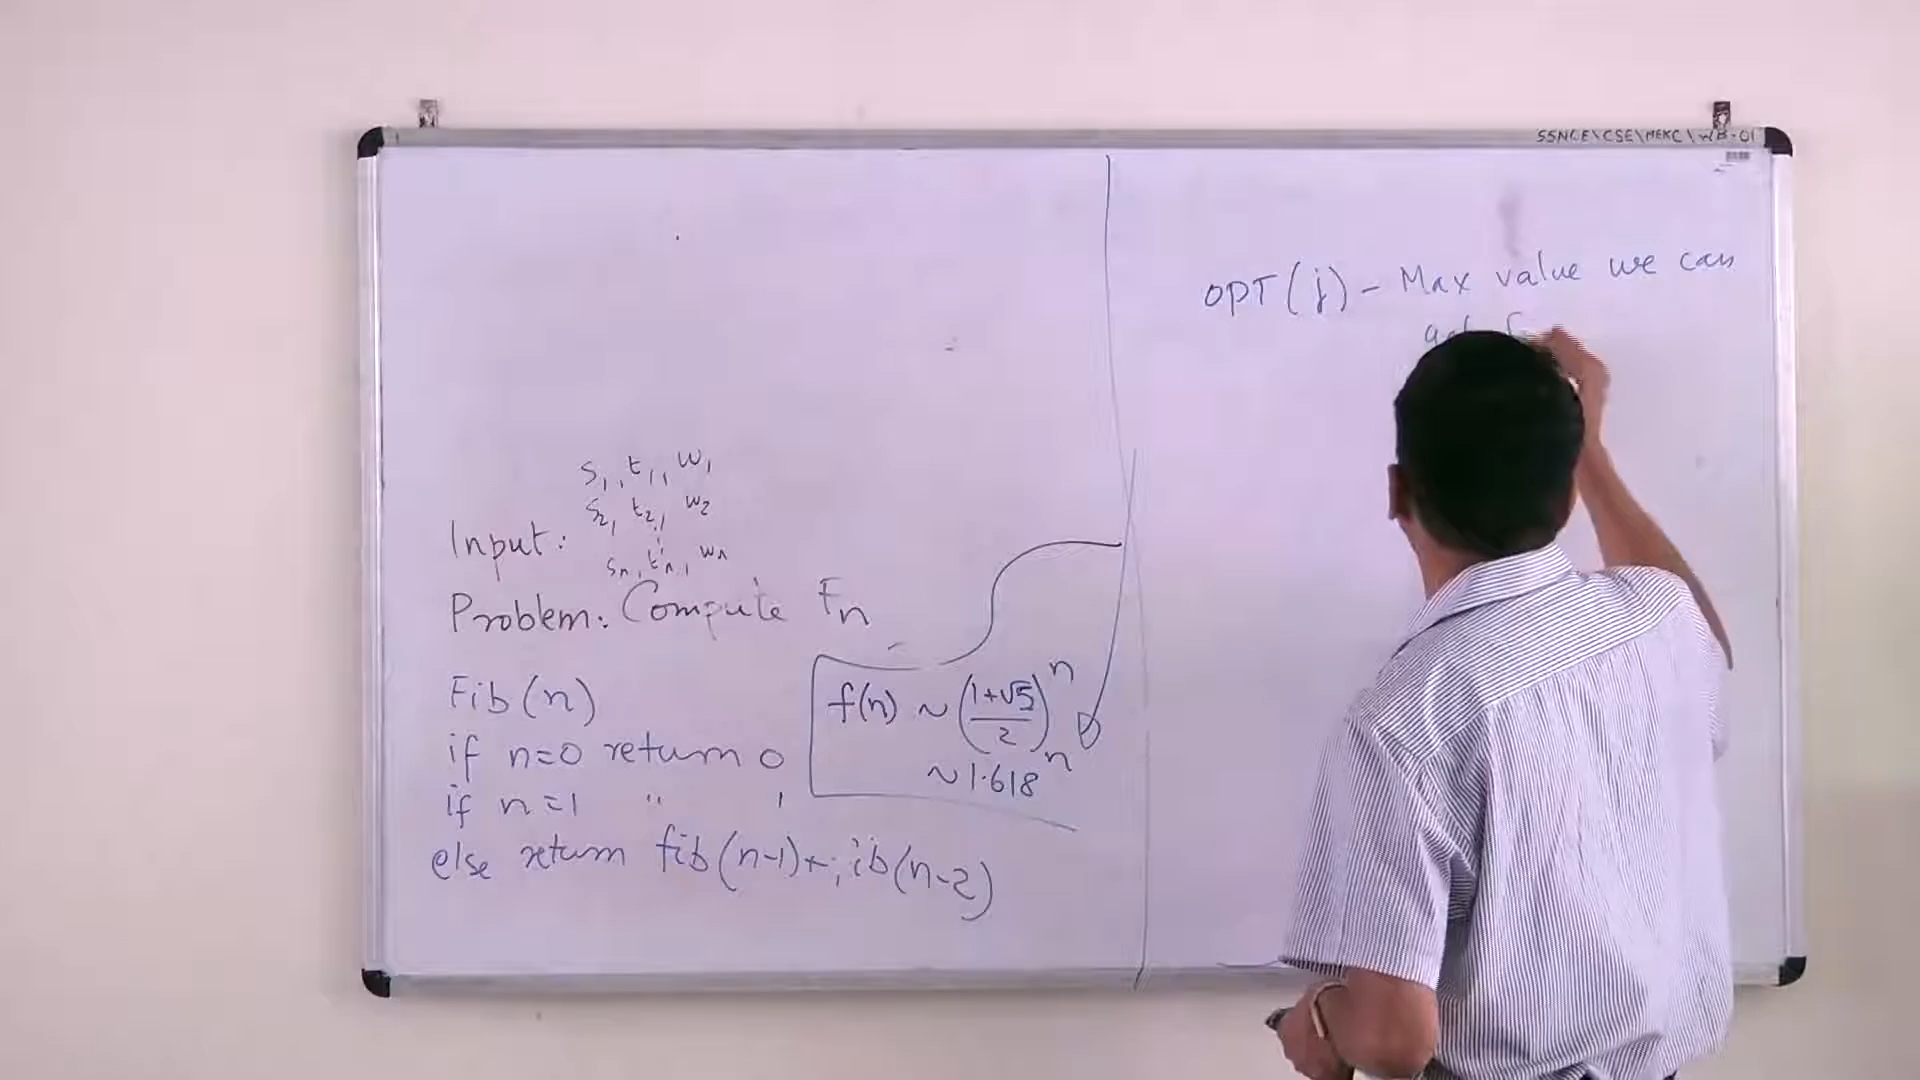 SSNCE\CSE\MEKC\WB-01
s1, t1, w1
s2, t2, w2
Input:
sn, tn, wn
Problem: Compute Fn
Fib(n)
if n=0 return 0
if n=1 " 1
else return fib(n-1)+ ib(n-2)
f(n) ~ ((1+√5)/2)^n
~1.618^n
OPT(j) - Max value we can